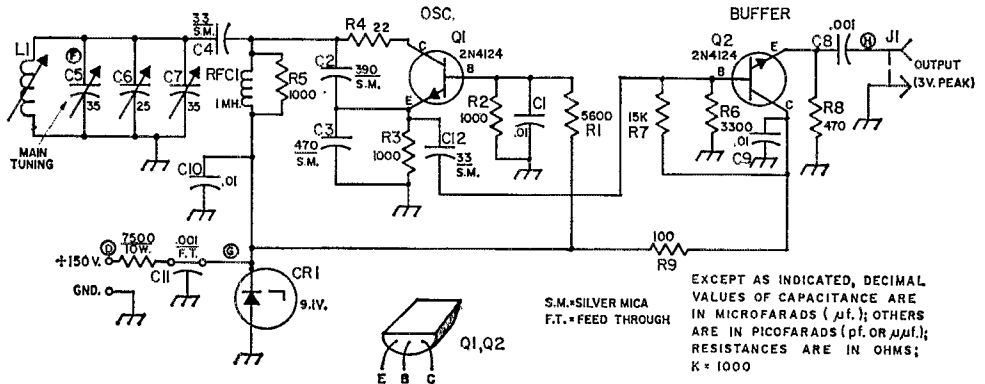 OSC.
BUFFER
33
S.M.
C4
R4 22
Q1
2N4124
C
B
E
L1
F
C5
35
C6
25
C7
35
MAIN
TUNING
RFC1
1 MH.
R5
1000
C2
390
S.M.
C3
470
S.M.
R3
1000
C12
33
S.M.
R2
1000
C1
.01
5600
R1
Q2
2N4124
E
B
C
C8
.001
H
J1
OUTPUT
(3V. PEAK)
15K
R7
R6
3300
.01
C9
R8
470
C10
.01
D
+150V.
7500
10W.
.001
F.T.
C11
G
GND.
CR1
9.1V.
100
R9
S.M.=SILVER MICA
F.T.= FEED THROUGH
Q1,Q2
E B C
EXCEPT AS INDICATED, DECIMAL
VALUES OF CAPACITANCE ARE
IN MICROFARADS ( µf. ); OTHERS
ARE IN PICOFARADS ( pf. OR µµf.);
RESISTANCES ARE IN OHMS;
K = 1000